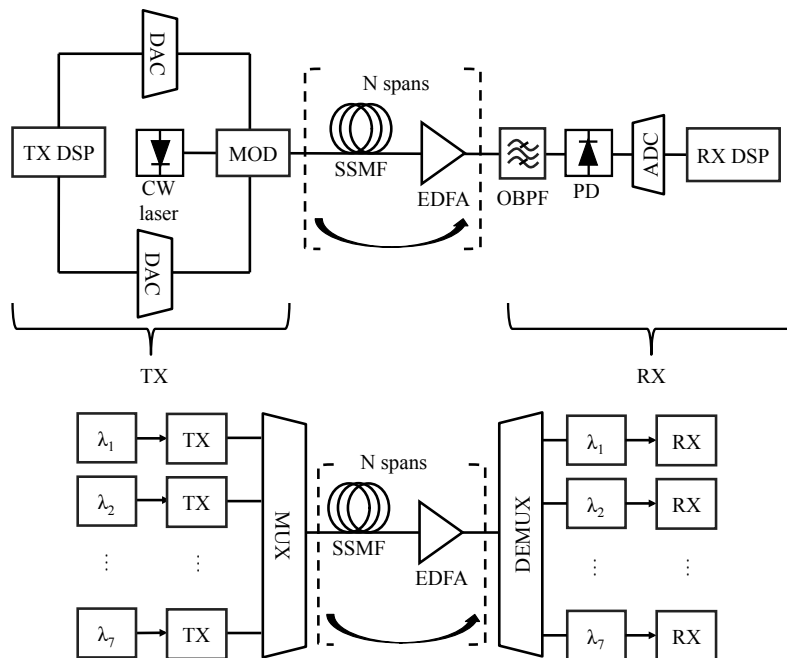 DAC
N spans
TX DSP
CW
laser
MOD
SSMF
EDFA
OBPF
PD
ADC
RX DSP
DAC
TX
RX
λ1
TX
λ1
RX
N spans
λ2
TX
MUX
SSMF
EDFA
DEMUX
λ2
RX
...
...
...
...
λ7
TX
λ7
RX